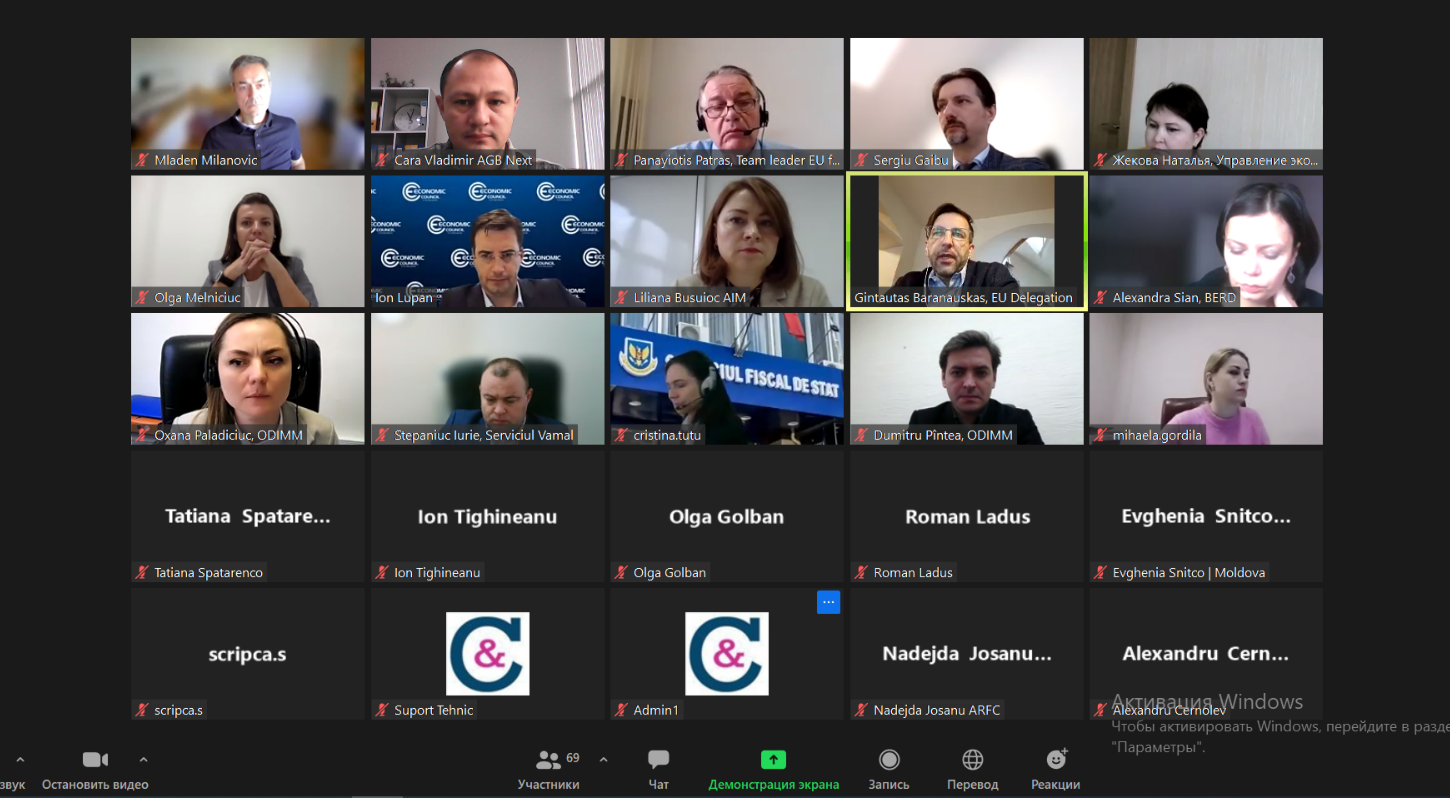 Mladen Milanovic
Cara Vladimir AGB Next
Panayiotis Patras, Team leader EU f...
Sergiu Gaibu
Жекова Наталья, Управление эко...
Olga Melniciuc
ECONOMIC COUNCIL
Ion Lupan
Liliana Busuioc AIM
Gintautas Baranauskas, EU Delegation
Alexandra Sian, BERD
Oxana Paladiciuc, ODIMM
Stepaniuc Iurie, Serviciul Vamal
FISCAL DE STAT
cristina.tutu
Dumitru Pîntea, ODIMM
mihaela.gordila
Tatiana Spatare...
Ion Tighineanu
Olga Golban
Roman Ladus
Evghenia Snitco...
Tatiana Spatarenco
Ion Tighineanu
Olga Golban
Roman Ladus
Evghenia Snitco | Moldova
scripca.s
C&
C&
Nadejda Josanu...
Alexandru Cern...
scripca.s
Suport Tehnic
Admin1
Nadejda Josanu ARFC
Alexandru Cernolev
Активация Windows
Чтобы активировать Windows, перейдите в разде
"Параметры".
звук
Остановить видео
69
Участники
Чат
Демонстрация экрана
Запись
Перевод
Реакции